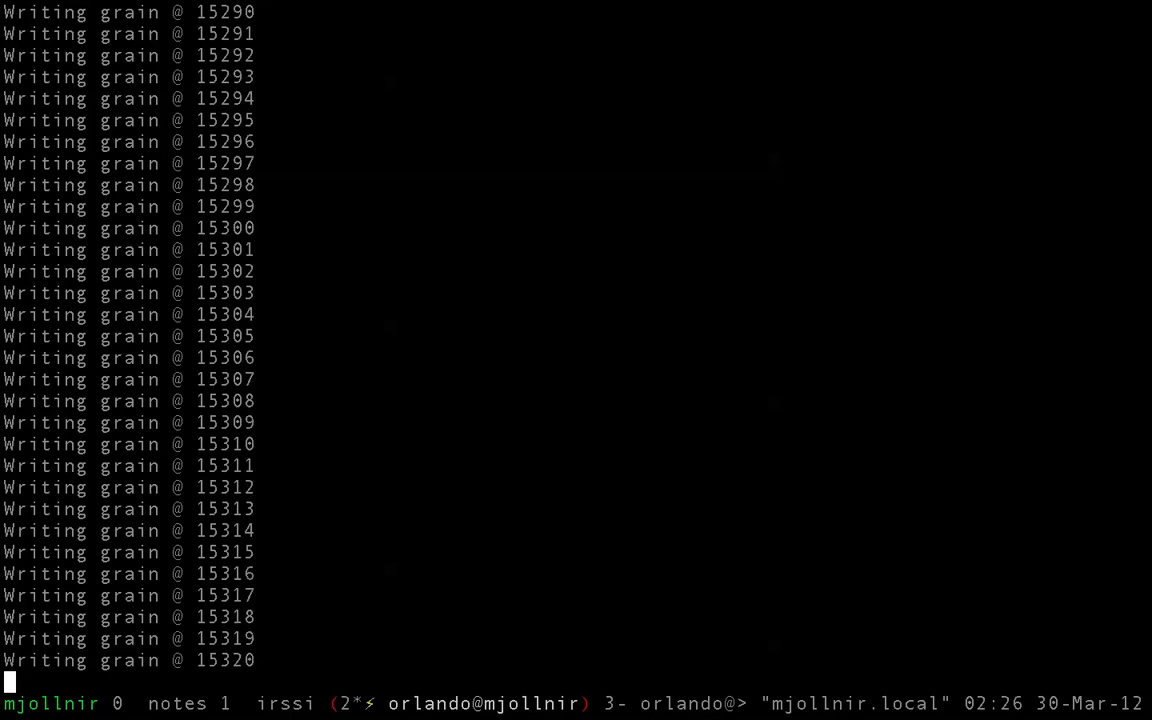 Writing grain @ 15290
Writing grain @ 15291
Writing grain @ 15292
Writing grain @ 15293
Writing grain @ 15294
Writing grain @ 15295
Writing grain @ 15296
Writing grain @ 15297
Writing grain @ 15298
Writing grain @ 15299
Writing grain @ 15300
Writing grain @ 15301
Writing grain @ 15302
Writing grain @ 15303
Writing grain @ 15304
Writing grain @ 15305
Writing grain @ 15306
Writing grain @ 15307
Writing grain @ 15308
Writing grain @ 15309
Writing grain @ 15310
Writing grain @ 15311
Writing grain @ 15312
Writing grain @ 15313
Writing grain @ 15314
Writing grain @ 15315
Writing grain @ 15316
Writing grain @ 15317
Writing grain @ 15318
Writing grain @ 15319
Writing grain @ 15320
mjollnir 0 notes 1 irssi (2*⚡ orlando@mjollnir) 3- orlando@> "mjollnir.local" 02:26 30-Mar-12